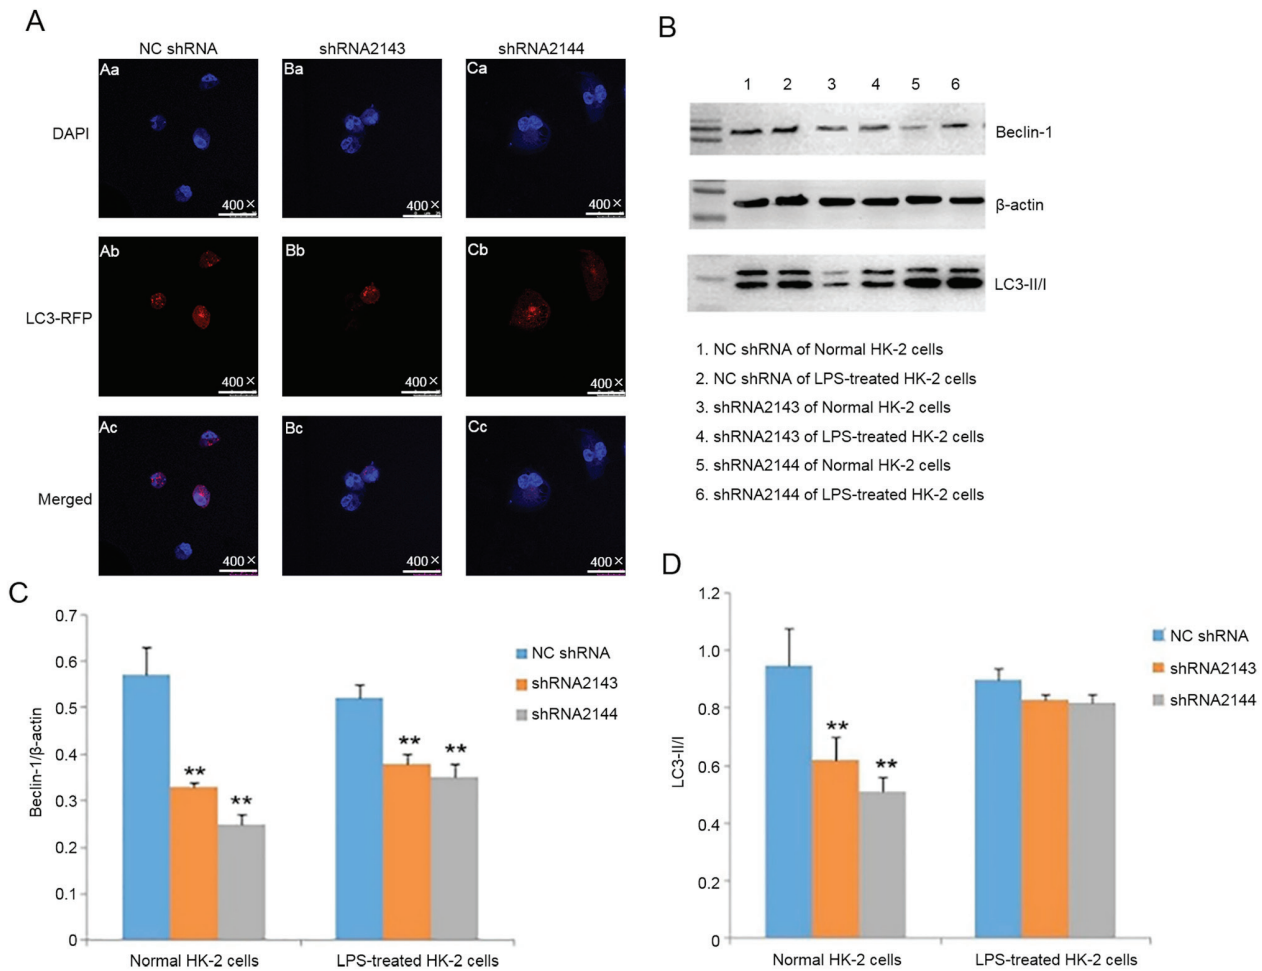 A
NC shRNA shRNA2143 shRNA2144
DAPI
Aa
400×
Ba
400×
Ca
400×
LC3-RFP
Ab
400×
Bb
400×
Cb
400×
Merged
Ac
400×
Bc
400×
Cc
400×
B
1 2 3 4 5 6
Beclin-1
β-actin
LC3-II/I
1. NC shRNA of Normal HK-2 cells
2. NC shRNA of LPS-treated HK-2 cells
3. shRNA2143 of Normal HK-2 cells
4. shRNA2143 of LPS-treated HK-2 cells
5. shRNA2144 of Normal HK-2 cells
6. shRNA2144 of LPS-treated HK-2 cells
C
Beclin-1/β-actin
0.7
0.6
0.5
0.4
0.3
0.2
0.1
0
**
**
**
**
NC shRNA
shRNA2143
shRNA2144
Normal HK-2 cells LPS-treated HK-2 cells
D
LC3-II/I
1.2
1.0
0.8
0.6
0.4
0.2
0
**
**
NC shRNA
shRNA2143
shRNA2144
Normal HK-2 cells LPS-treated HK-2 cells